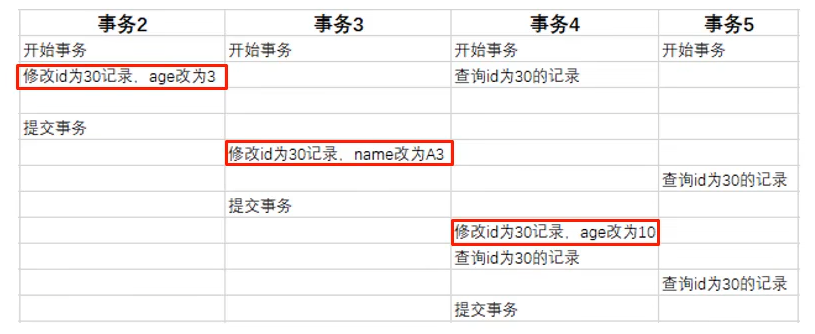 事务2 事务3 事务4 事务5
开始事务 开始事务 开始事务 开始事务
修改id为30记录，age改为3 查询id为30的记录
提交事务
修改id为30记录，name改为A3
查询id为30的记录
提交事务
修改id为30记录，age改为10
查询id为30的记录
查询id为30的记录
提交事务